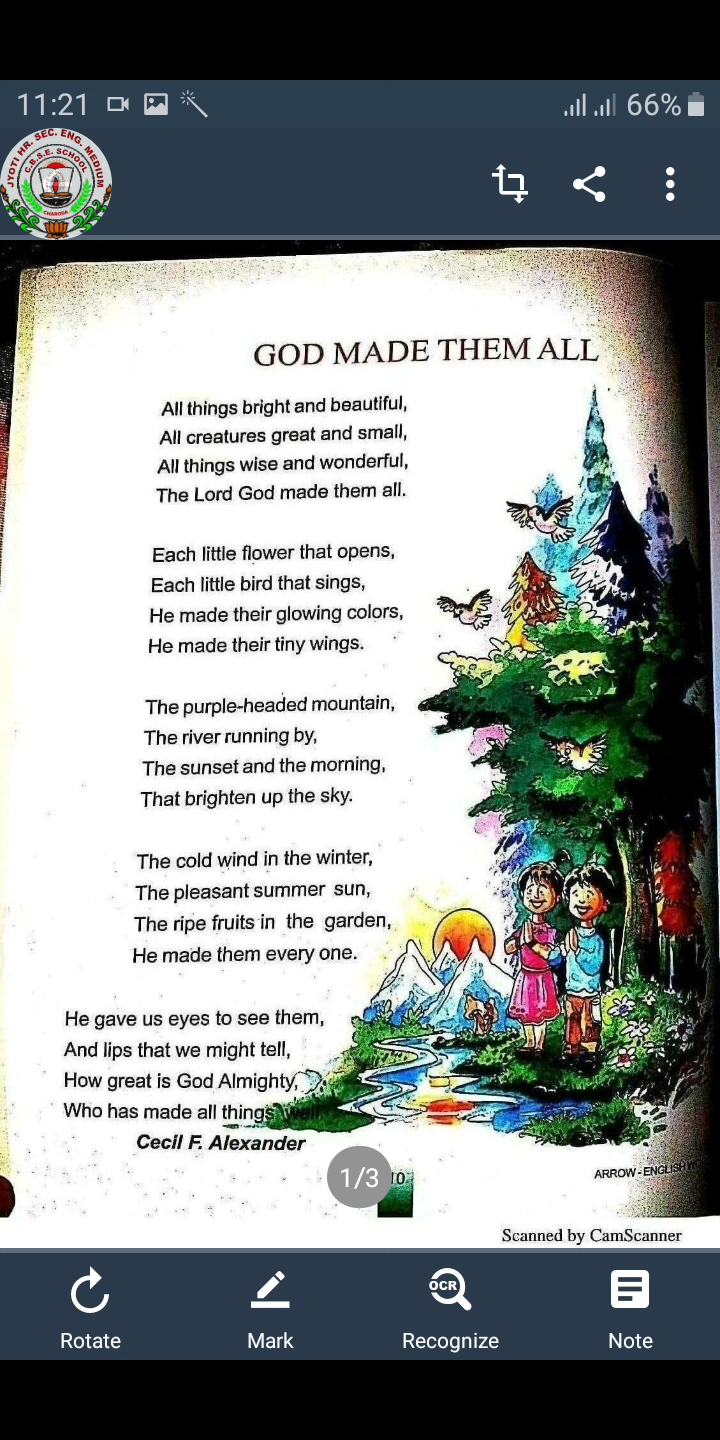 11:21
66%
JYOTI HR. SEC. ENG. MEDIUM
C.B.S.E. SCHOOL
CHARODA
GOD MADE THEM ALL
All things bright and beautiful,
All creatures great and small,
All things wise and wonderful,
The Lord God made them all.
Each little flower that opens,
Each little bird that sings,
He made their glowing colors,
He made their tiny wings.
The purple-headed mountain,
The river running by,
The sunset and the morning,
That brighten up the sky.
The cold wind in the winter,
The pleasant summer sun,
The ripe fruits in the garden,
He made them every one.
He gave us eyes to see them,
And lips that we might tell,
How great is God Almighty,
Who has made all things well
Cecil F. Alexander
1/3
10
ARROW - ENGLISH
Scanned by CamScanner
OCR
Rotate
Mark
Recognize
Note